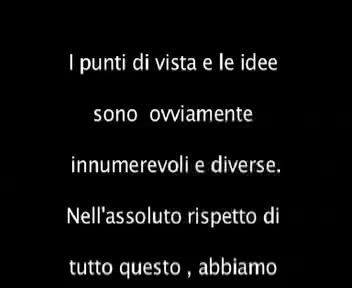 I punti di vista e le idee
sono ovviamente
innumerevoli e diverse.
Nell'assoluto rispetto di
tutto questo , abbiamo